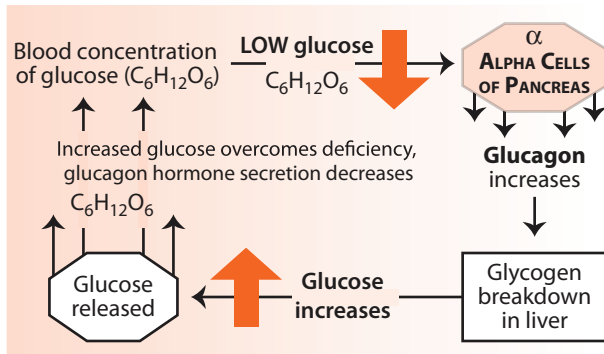 Blood concentration
of glucose (C₆H₁₂O₆)
LOW glucose
C₆H₁₂O₆
α
ALPHA CELLS
OF PANCREAS
Increased glucose overcomes deficiency,
glucagon hormone secretion decreases
C₆H₁₂O₆
Glucagon
increases
Glucose
released
Glucose
increases
Glycogen
breakdown
in liver